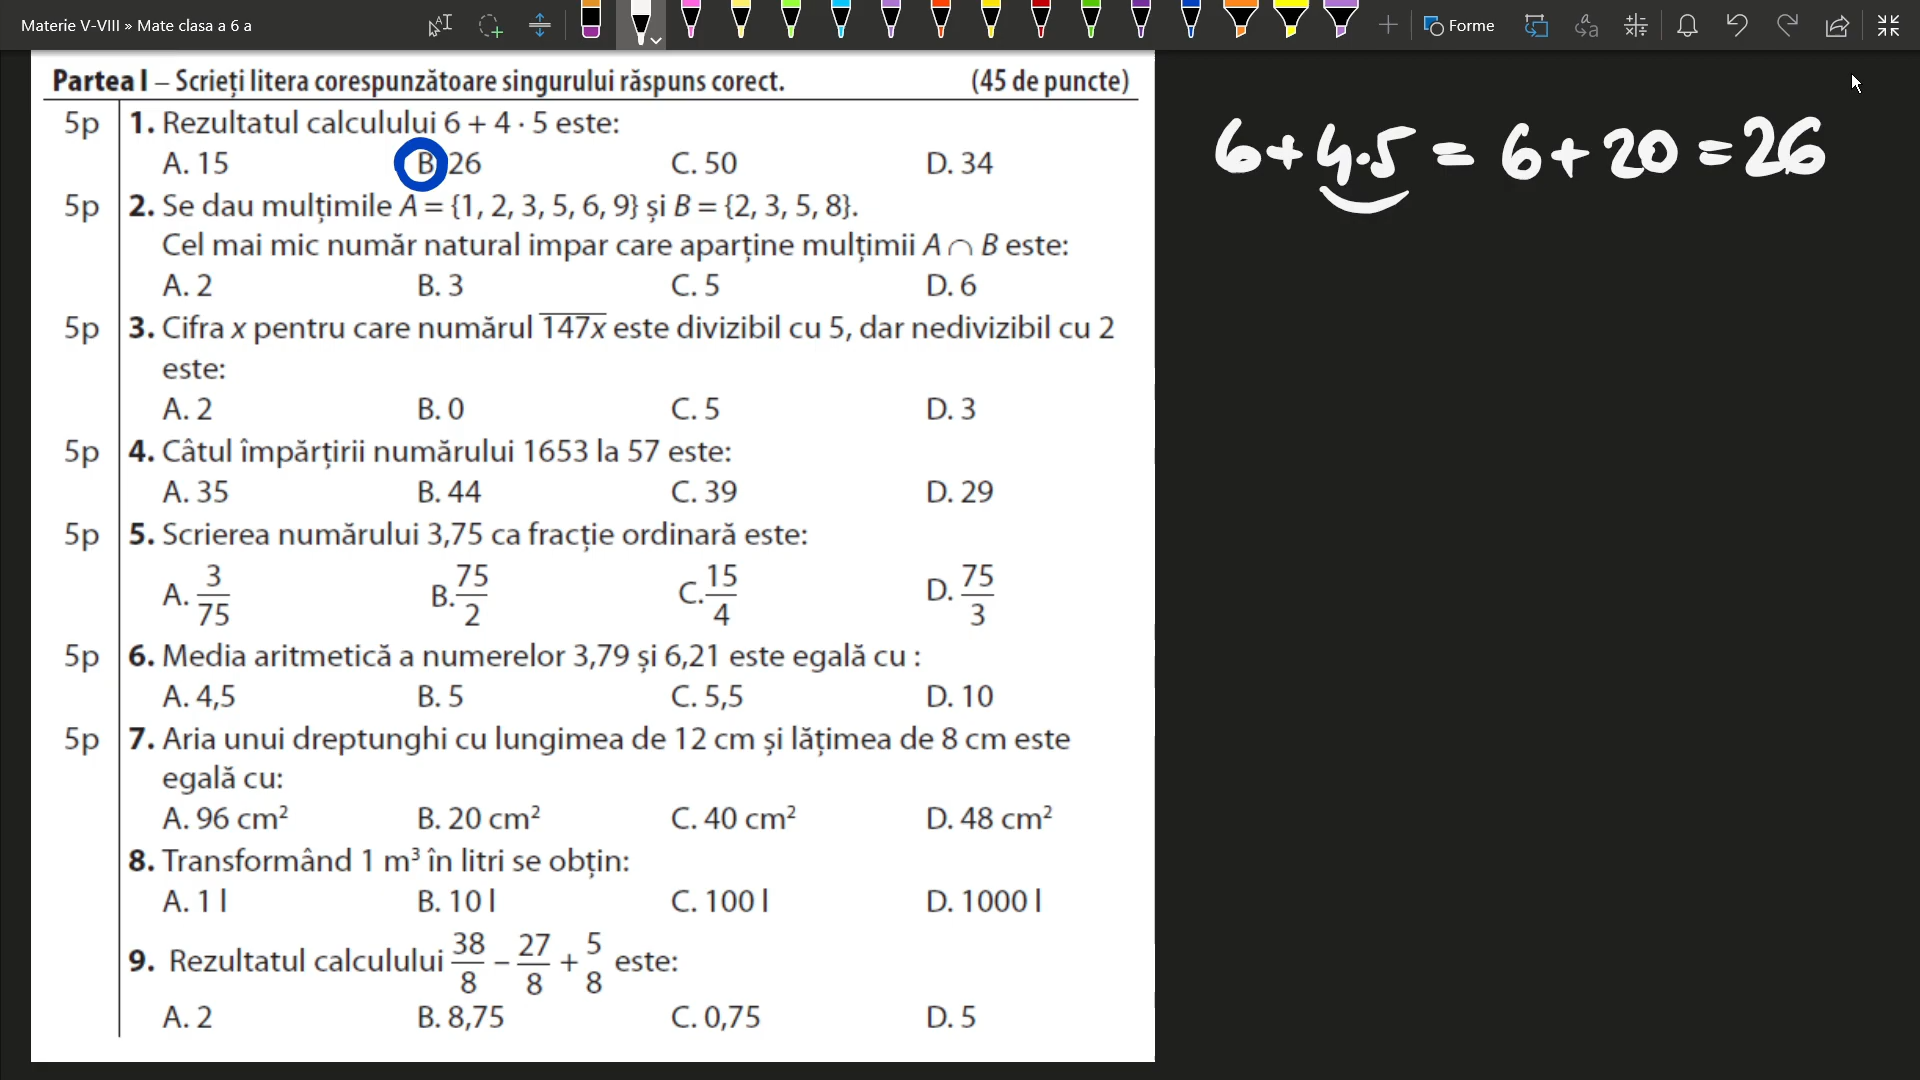 Materie V-VIII » Mate clasa a 6 a
Forme
Partea I – Scrieți litera corespunzătoare singurului răspuns corect. (45 de puncte)
5p 1. Rezultatul calculului 6 + 4 · 5 este:
A. 15 B. 26 C. 50 D. 34
5p 2. Se dau mulțimile A = {1, 2, 3, 5, 6, 9} și B = {2, 3, 5, 8}.
Cel mai mic număr natural impar care aparține mulțimii A ∩ B este:
A. 2 B. 3 C. 5 D. 6
5p 3. Cifra x pentru care numărul 147x este divizibil cu 5, dar nedivizibil cu 2
este:
A. 2 B. 0 C. 5 D. 3
5p 4. Câtul împărțirii numărului 1653 la 57 este:
A. 35 B. 44 C. 39 D. 29
5p 5. Scrierea numărului 3,75 ca fracție ordinară este:
A. 3/75 B. 75/2 C. 15/4 D. 75/3
5p 6. Media aritmetică a numerelor 3,79 și 6,21 este egală cu :
A. 4,5 B. 5 C. 5,5 D. 10
5p 7. Aria unui dreptunghi cu lungimea de 12 cm și lățimea de 8 cm este
egală cu:
A. 96 cm² B. 20 cm² C. 40 cm² D. 48 cm²
8. Transformând 1 m³ în litri se obțin:
A. 1 l B. 10 l C. 100 l D. 1000 l
9. Rezultatul calculului 38/8 – 27/8 + 5/8 este:
A. 2 B. 8,75 C. 0,75 D. 5
6+4·5 = 6+20 = 26